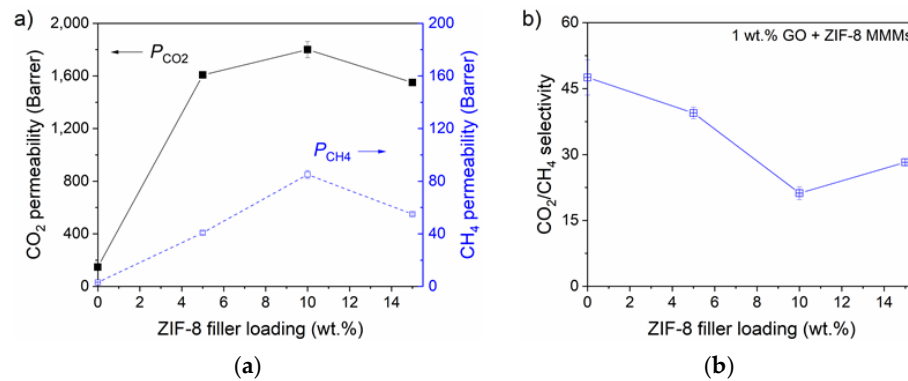 a)
2,000
1,600
1,200
800
400
0
CO2 permeability (Barrer)
PCO2
PCH4
200
160
120
80
40
0
CH4 permeability (Barrer)
0 2 4 6 8 10 12 14
ZIF-8 filler loading (wt.%)
(a)
b)
60
45
30
15
0
CO2/CH4 selectivity
1 wt.% GO + ZIF-8 MMMs
0 2 4 6 8 10 12 14
ZIF-8 filler loading (wt.%)
(b)